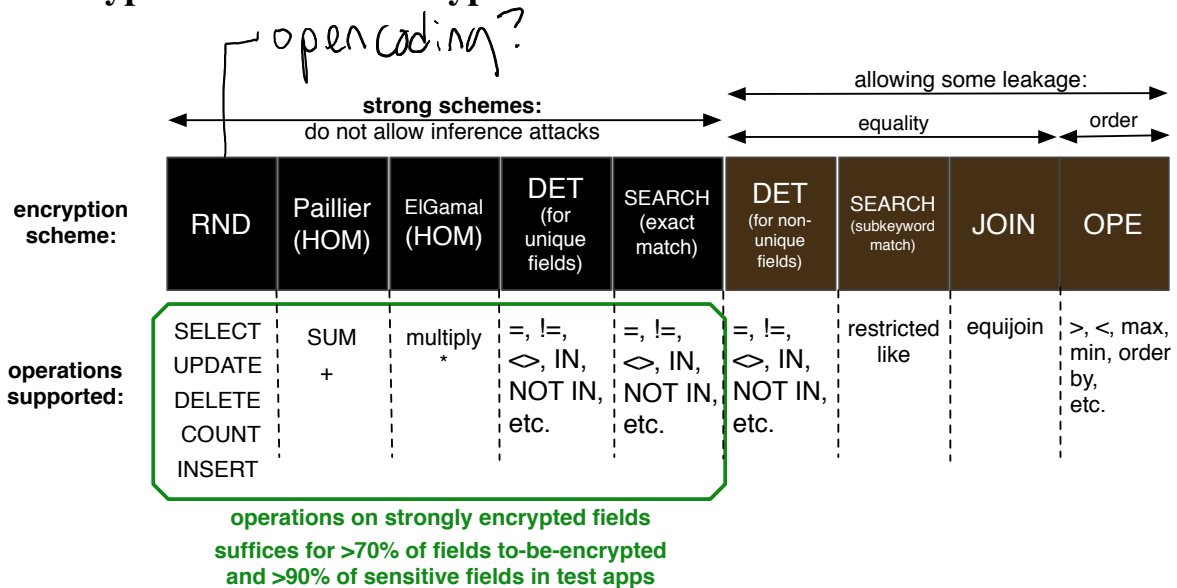 opencoding?
allowing some leakage:
strong schemes:
do not allow inference attacks
equality
order
encryption
scheme:
RND
Paillier
(HOM)
ElGamal
(HOM)
DET
(for
unique
fields)
SEARCH
(exact
match)
DET
(for non-
unique
fields)
SEARCH
(subkeyword
match)
JOIN
OPE
operations
supported:
SELECT
UPDATE
DELETE
COUNT
INSERT
SUM
+
multiply
*
=, !=,
<>, IN,
NOT IN,
etc.
=, !=,
<>, IN,
NOT IN,
etc.
=, !=,
<>, IN,
NOT IN,
etc.
restricted
like
equijoin
>, <, max,
min, order
by,
etc.
operations on strongly encrypted fields
suffices for >70% of fields to-be-encrypted
and >90% of sensitive fields in test apps